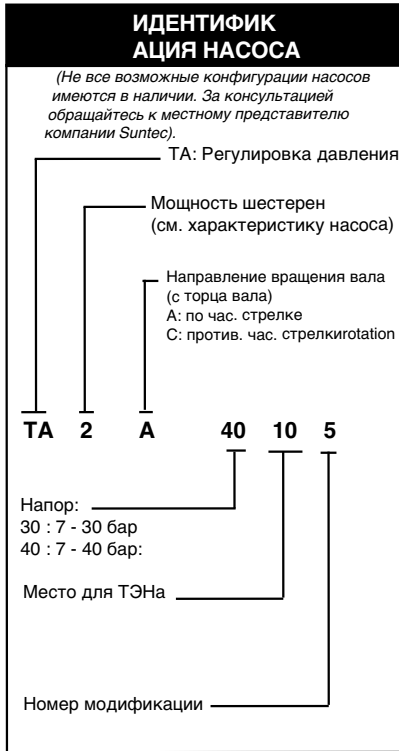 ИДЕНТИФИК
АЦИЯ НАСОСА
(Не все возможные конфигурации насосов
имеются в наличии. За консультацией
обращайтесь к местному представителю
компании Suntec).
TA: Регулировка давления
Мощность шестерен
(см. характеристику насоса)
Направление вращения вала
(с торца вала)
A: по час. стрелке
C: против. час. стрелкиrotation
TA 2 A 40 10 5
Напор:
30 : 7 - 30 бар
40 : 7 - 40 бар:
Место для ТЭНа
Номер модификации